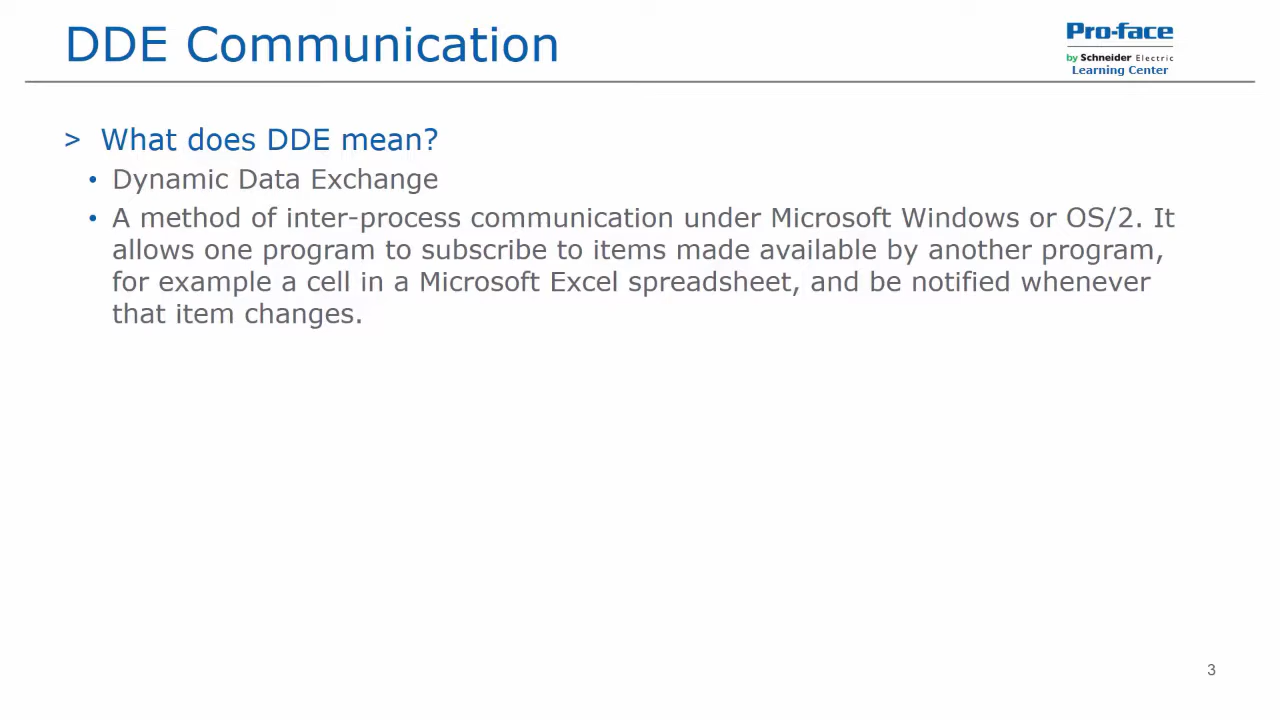 DDE Communication
Pro-face
by Schneider Electric
Learning Center
> What does DDE mean?
• Dynamic Data Exchange
• A method of inter-process communication under Microsoft Windows or OS/2. It
allows one program to subscribe to items made available by another program,
for example a cell in a Microsoft Excel spreadsheet, and be notified whenever
that item changes.
3